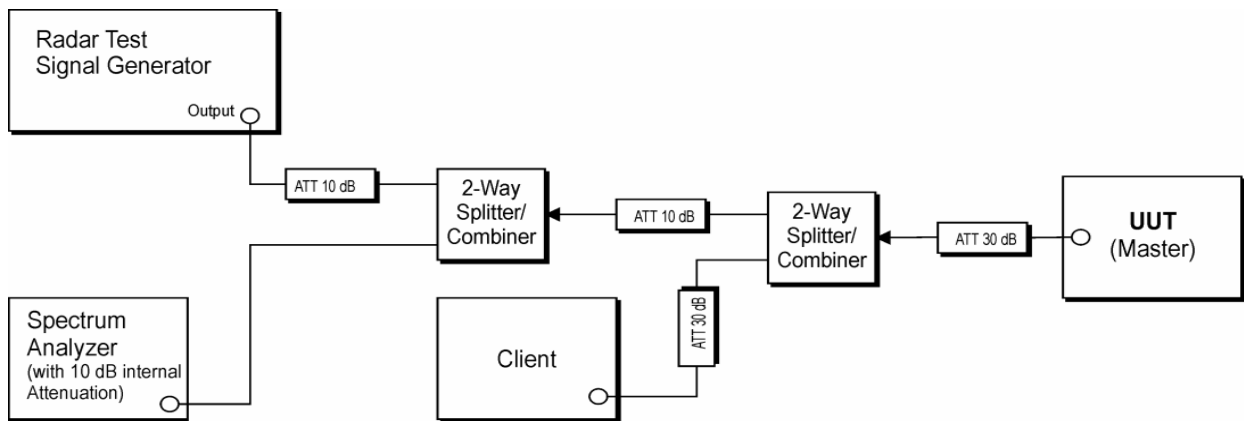 Radar Test
Signal Generator
Output
ATT 10 dB
2-Way
Splitter/
Combiner
ATT 10 dB
2-Way
Splitter/
Combiner
ATT 30 dB
UUT
(Master)
Spectrum
Analyzer
(with 10 dB internal
Attenuation)
Client
ATT 30 dB